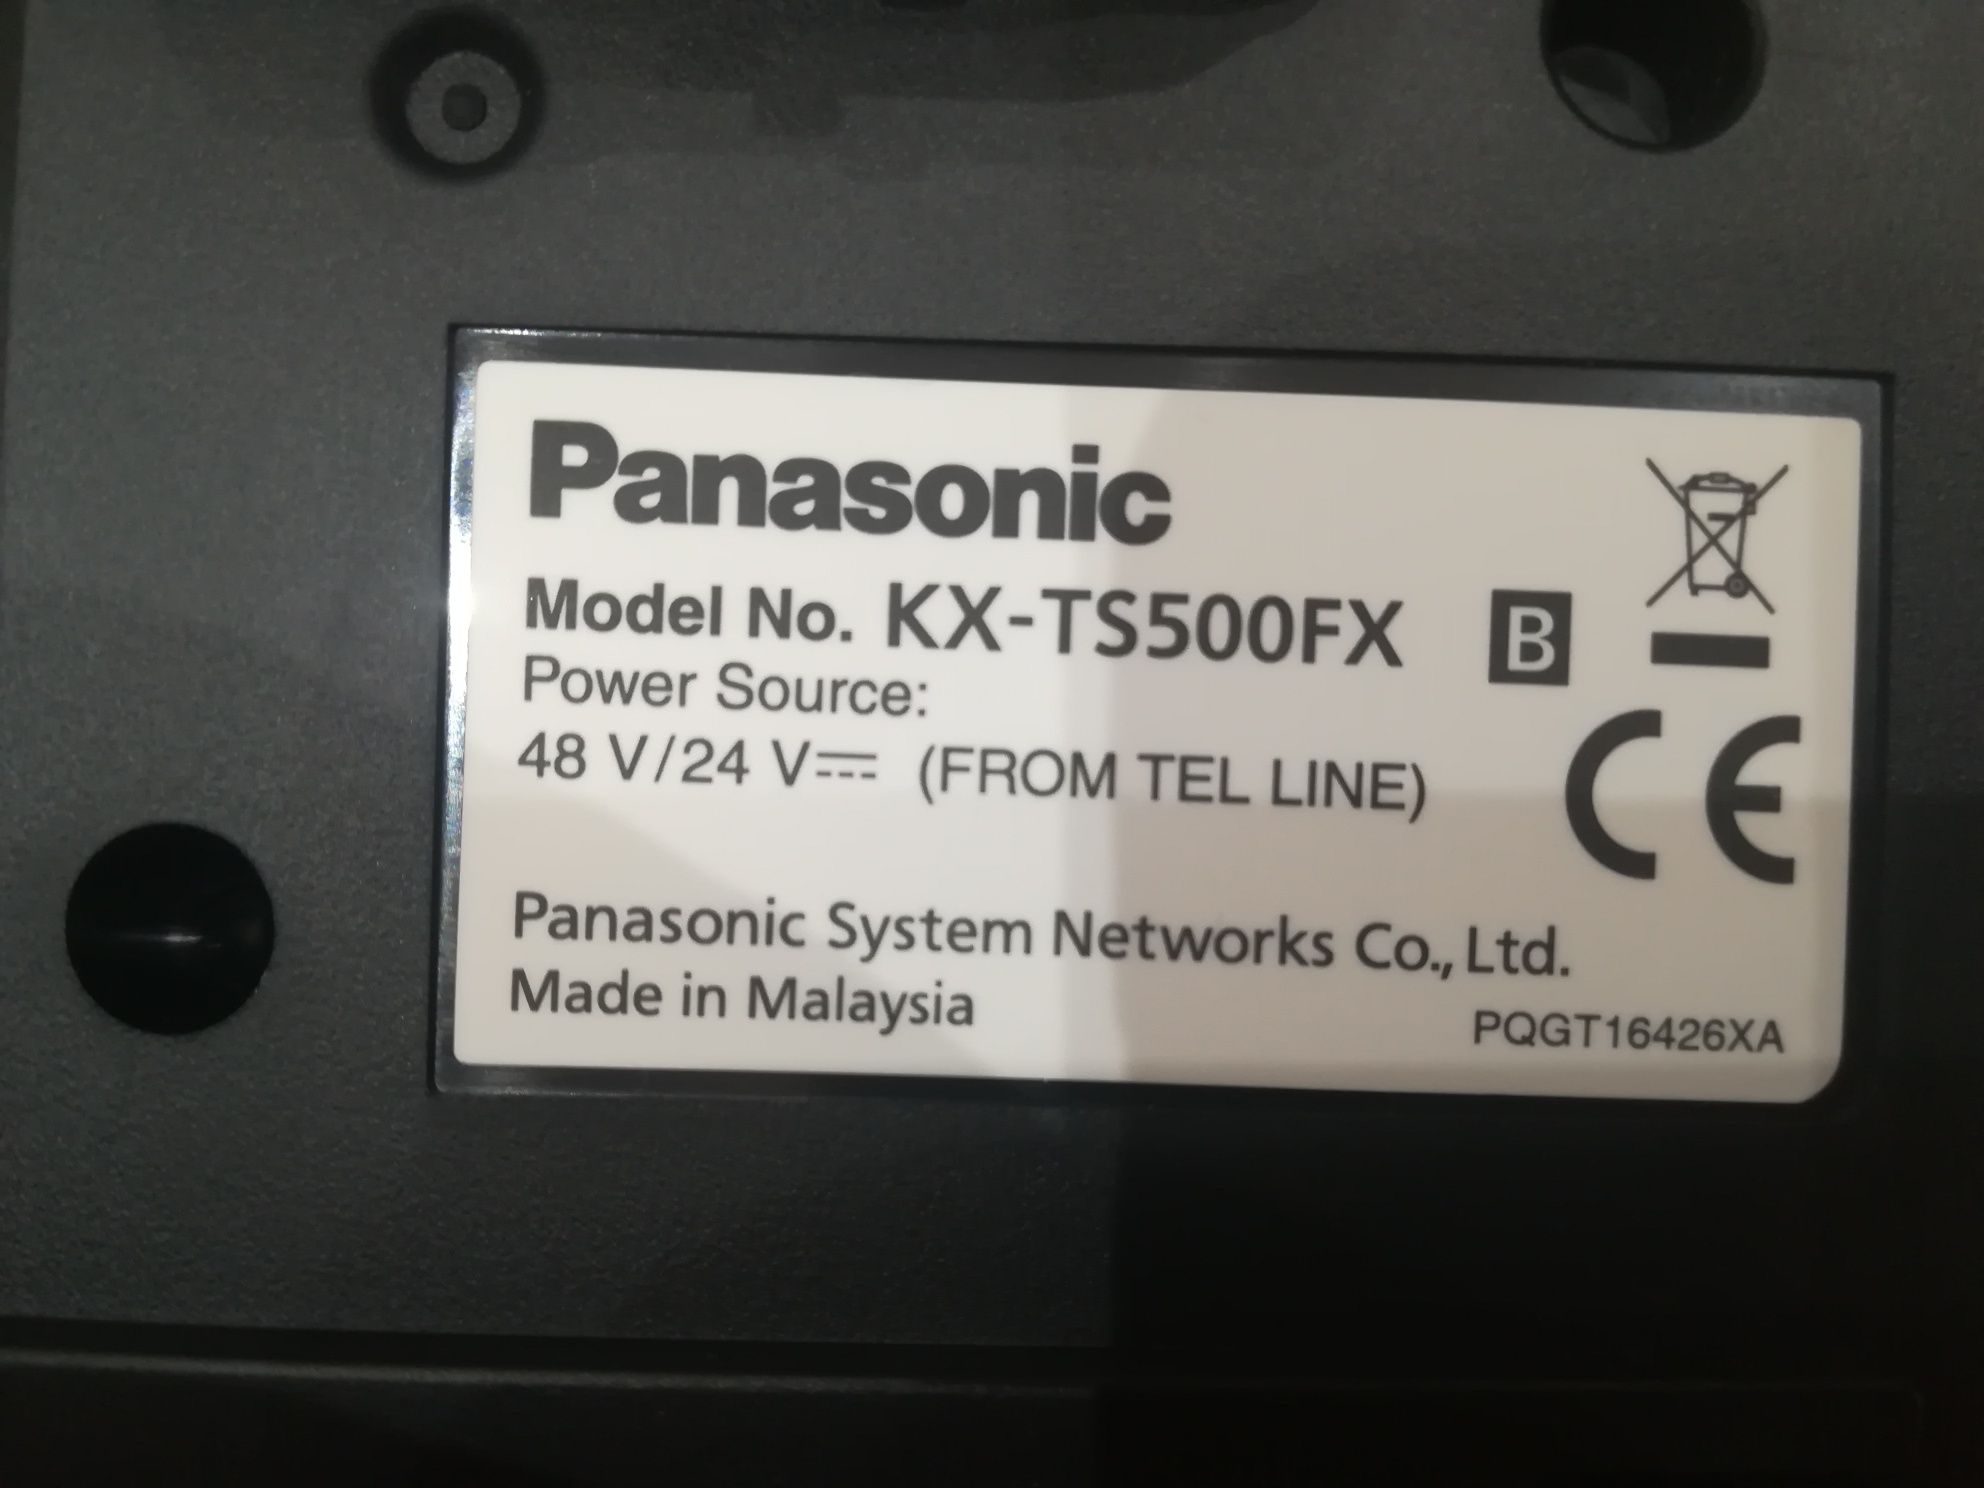 Panasonic
Model No. KX-TS500FX B
Power Source:
48 V/24 V⎓ (FROM TEL LINE)
CE
Panasonic System Networks Co., Ltd.
Made in Malaysia
PQGT16426XA